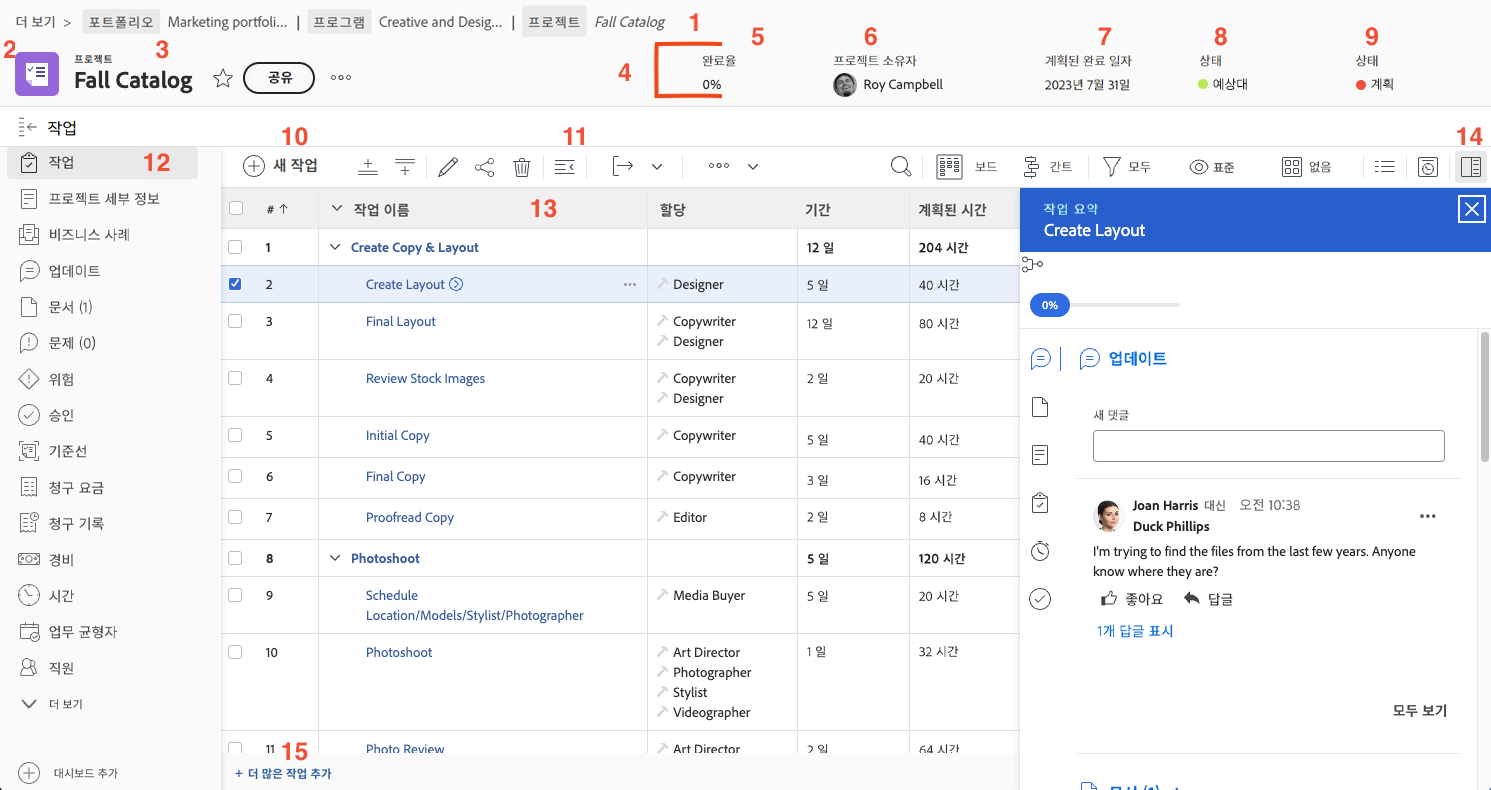 더 보기 > 포트폴리오 Marketing portfoli... | 프로그램 Creative and Desig... | 프로젝트 Fall Catalog
1
2 3 4 5 6 7 8 9
프로젝트 완료율 프로젝트 소유자 계획된 완료 일자 상태 상태
Fall Catalog 공유 0% Roy Campbell 2023년 7월 31일 예상대 계획
작업
10 11 12 14
작업
새 작업 보드 간트 모두 표준 없음
프로젝트 세부 정보
비즈니스 사례
업데이트
문서 (1)
문제 (0)
위험
승인
기준선
청구 요금
청구 기록
경비
시간
업무 균형자
직원
더 보기
대시보드 추가
13
# ↑ 작업 이름 할당 기간 계획된 시간
1 Create Copy & Layout 12 일 204 시간
2 Create Layout Designer 5 일 40 시간
3 Final Layout Copywriter 12 일 80 시간
Designer
4 Review Stock Images Copywriter 2 일 20 시간
Designer
5 Initial Copy Copywriter 5 일 40 시간
6 Final Copy Copywriter 3 일 16 시간
7 Proofread Copy Editor 2 일 8 시간
8 Photoshoot 5 일 120 시간
9 Schedule Media Buyer 5 일 20 시간
Location/Models/Stylist/Photographer
10 Photoshoot Art Director 1 일 32 시간
Photographer
Stylist
Videographer
11 Photo Review Art Director 2 일 64 시간
15
+ 더 많은 작업 추가
작업 요약
Create Layout
0%
업데이트
새 댓글
Joan Harris 대신 오전 10:38
Duck Phillips
I'm trying to find the files from the last few years. Anyone
know where they are?
좋아요 답글
1개 답글 표시
모두 보기
문서 (1)